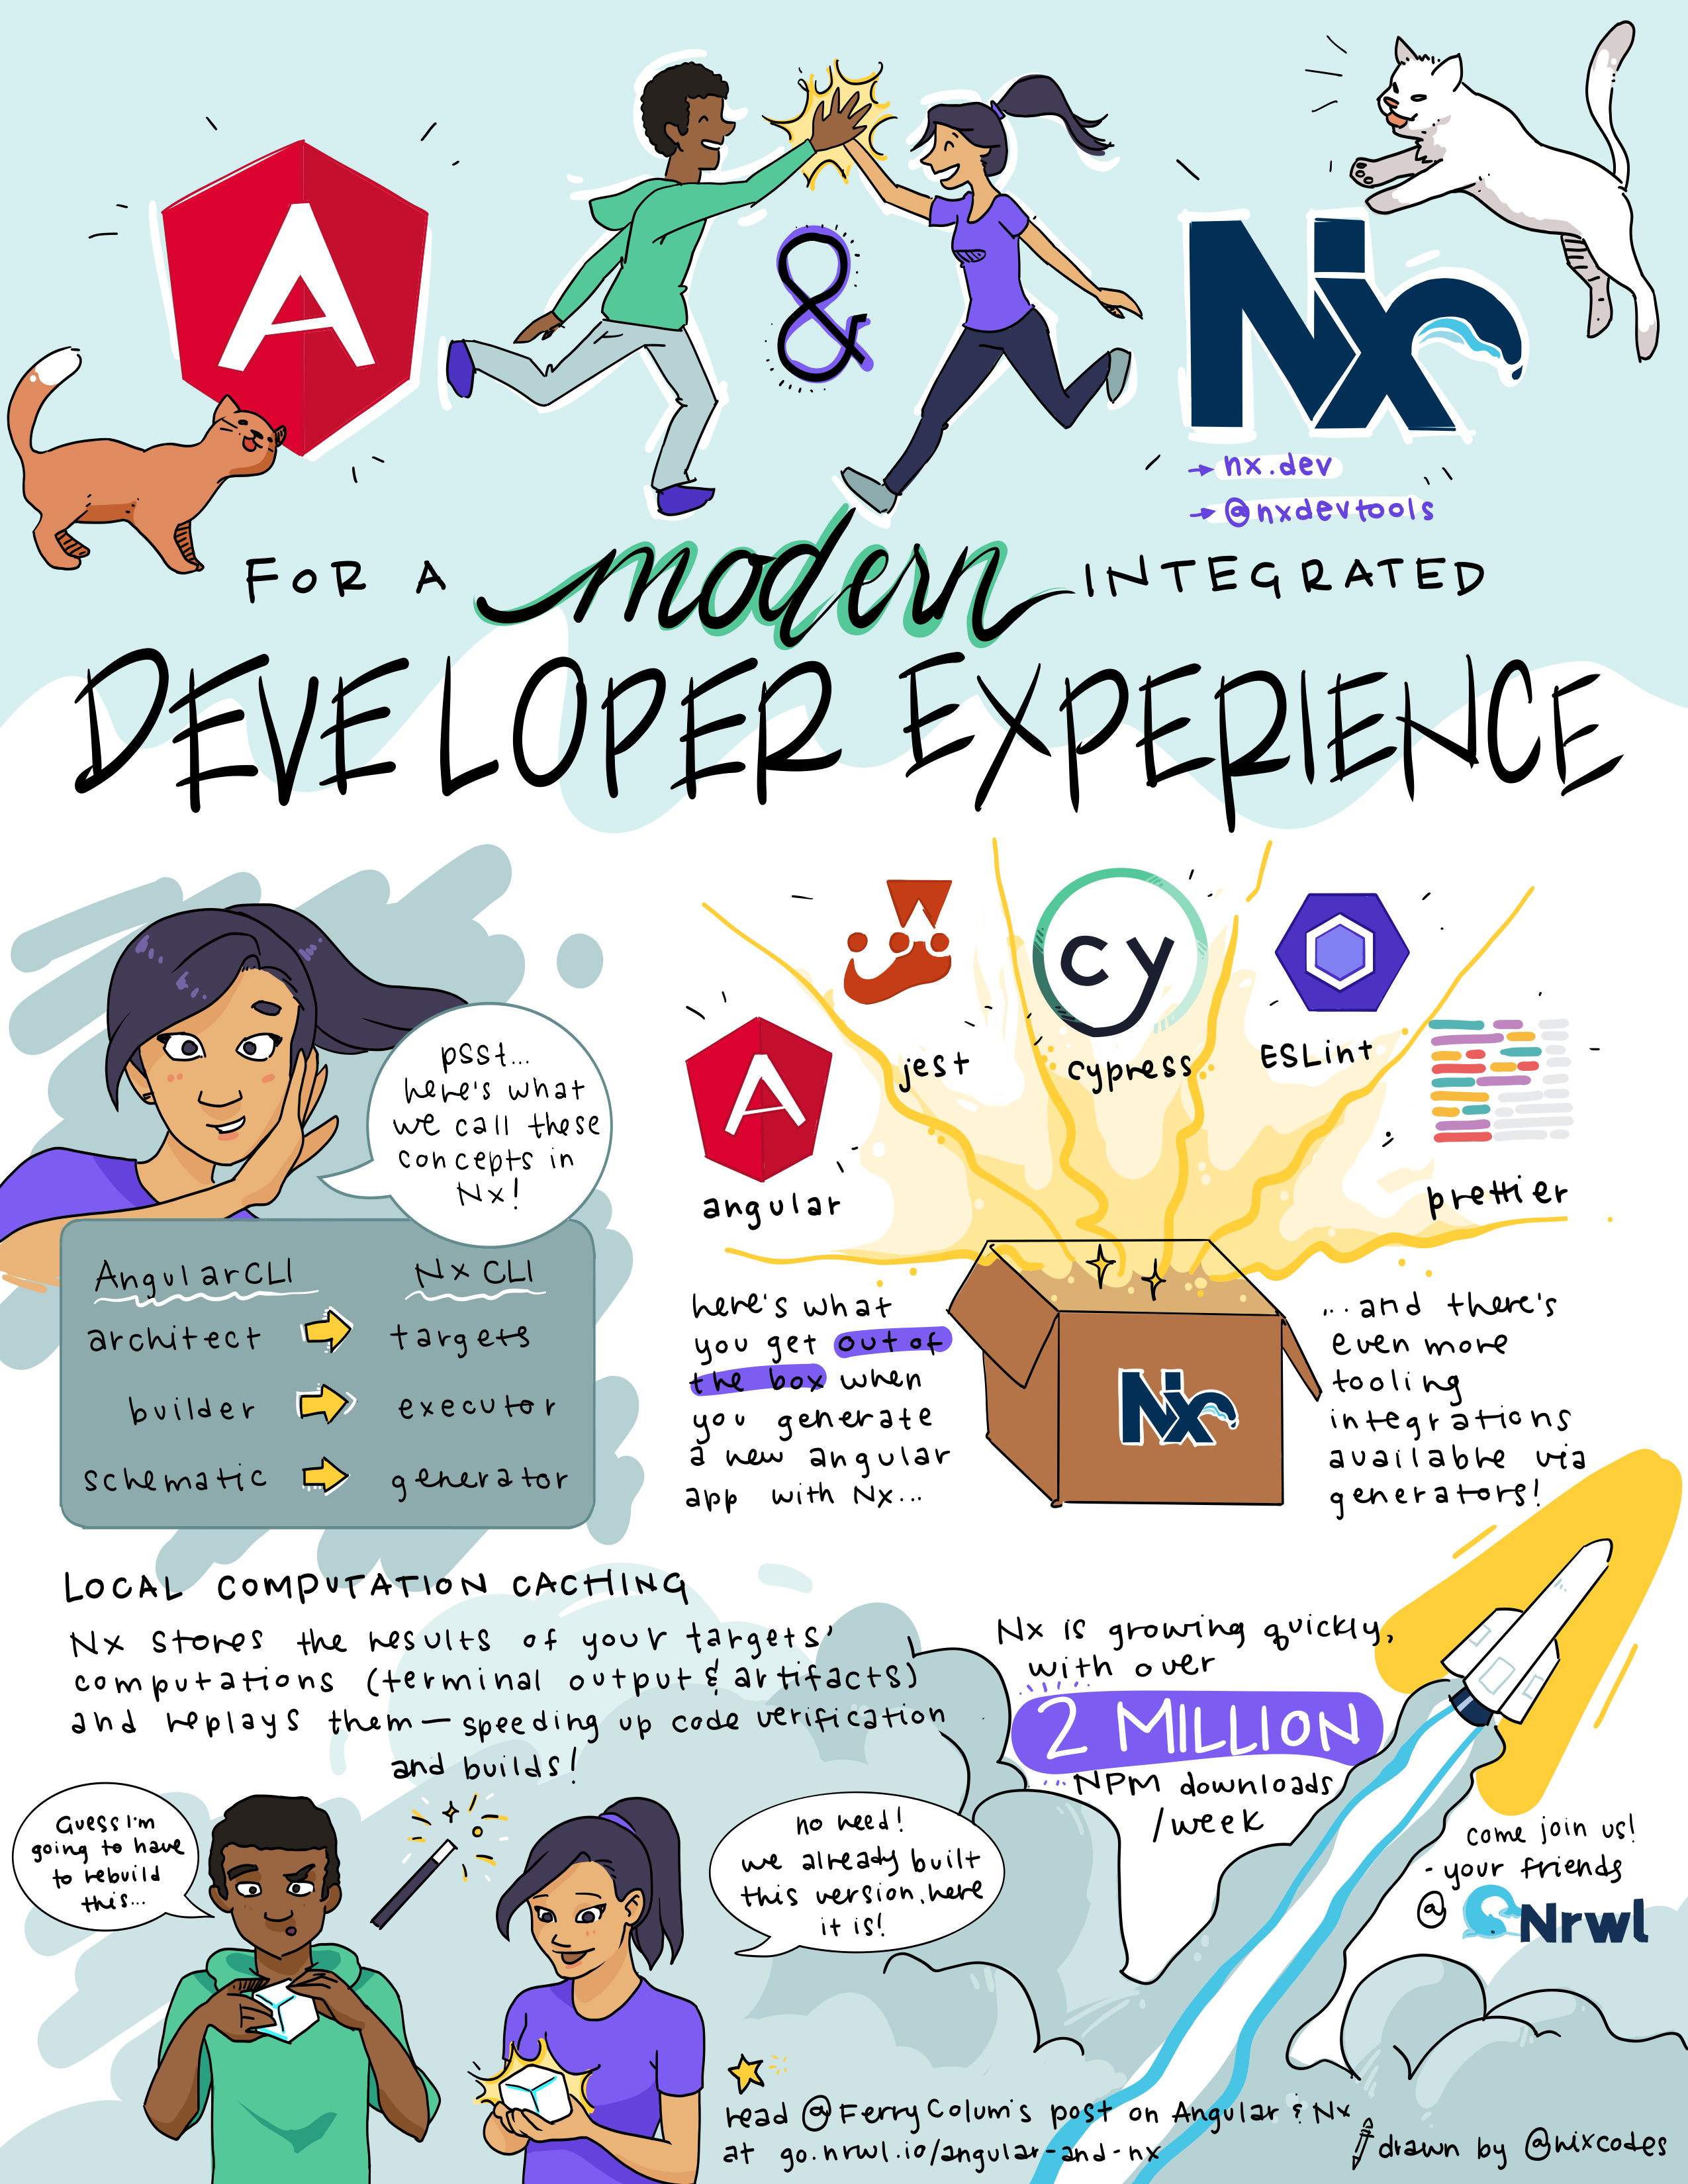 A
&
Nx
→ nx.dev
→ @nxdevtools
FOR A modern INTEGRATED
DEVELOPER EXPERIENCE
psst...
here's what
we call these
concepts in
Nx!
AngularCLI Nx CLI
architect targets
builder executor
schematic generator
A
angular
jest
cy
cypress
ESLint
prettier
here's what
you get out of
the box when
you generate
a new angular
app with Nx...
Nx
...and there's
even more
tooling
integrations
available via
generators!
LOCAL COMPUTATION CACHING
Nx stores the results of your targets'
computations (terminal output & artifacts)
and replays them — speeding up code verification
and builds!
Guess I'm
going to have
to rebuild
this...
no need!
we already built
this version. here
it is!
Nx is growing quickly,
with over
2 MILLION
NPM downloads
/week
come join us!
- your friends
@ Nrwl
read @FerryColum's post on Angular & Nx
at go.nrwl.io/angular-and-nx
drawn by @nixcodes